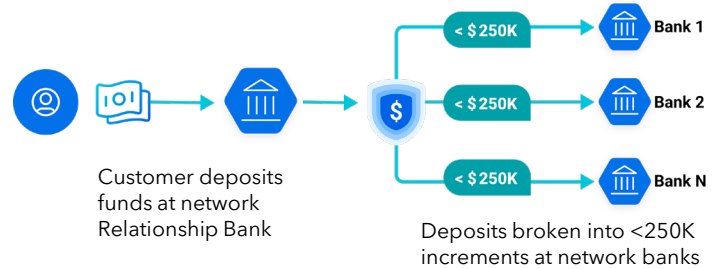 < $250K
Bank 1
$
< $250K
Bank 2
< $250K
Bank N
Customer deposits
funds at network
Relationship Bank
Deposits broken into <250K
increments at network banks